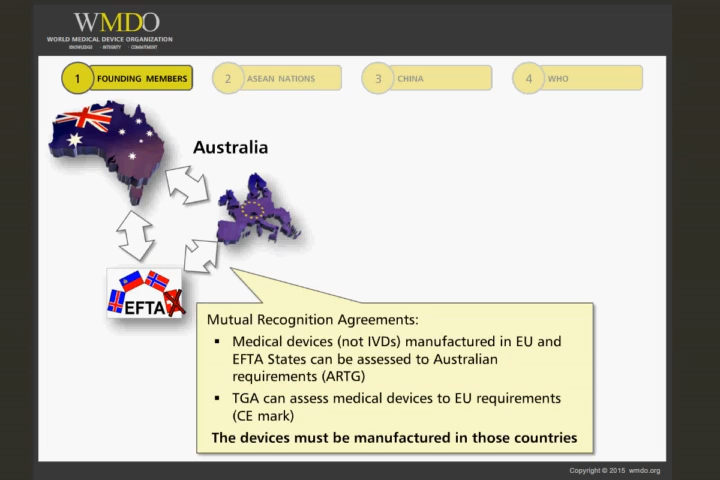 WMDO
WORLD MEDICAL DEVICE ORGANIZATION
KNOWLEDGE · INTEGRITY · COMMITMENT
1 FOUNDING MEMBERS
2 ASEAN NATIONS
3 CHINA
4 WHO
Australia
EFTA
Mutual Recognition Agreements:
▪ Medical devices (not IVDs) manufactured in EU and
EFTA States can be assessed to Australian
requirements (ARTG)
▪ TGA can assess medical devices to EU requirements
(CE mark)
The devices must be manufactured in those countries
Copyright © 2015 wmdo.org